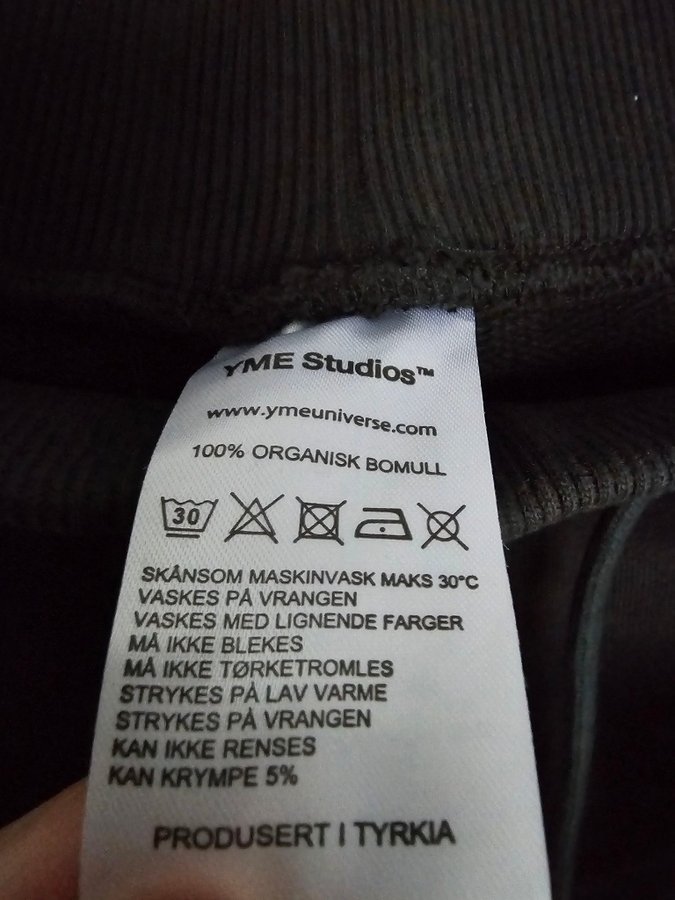 YME Studios™
www.ymeuniverse.com
100% ORGANISK BOMULL
30
SKÅNSOM MASKINVASK MAKS 30°C
VASKES PÅ VRANGEN
VASKES MED LIGNENDE FARGER
MÅ IKKE BLEKES
MÅ IKKE TØRKETROMLES
STRYKES PÅ LAV VARME
STRYKES PÅ VRANGEN
KAN IKKE RENSES
KAN KRYMPE 5%
PRODUSERT I TYRKIA